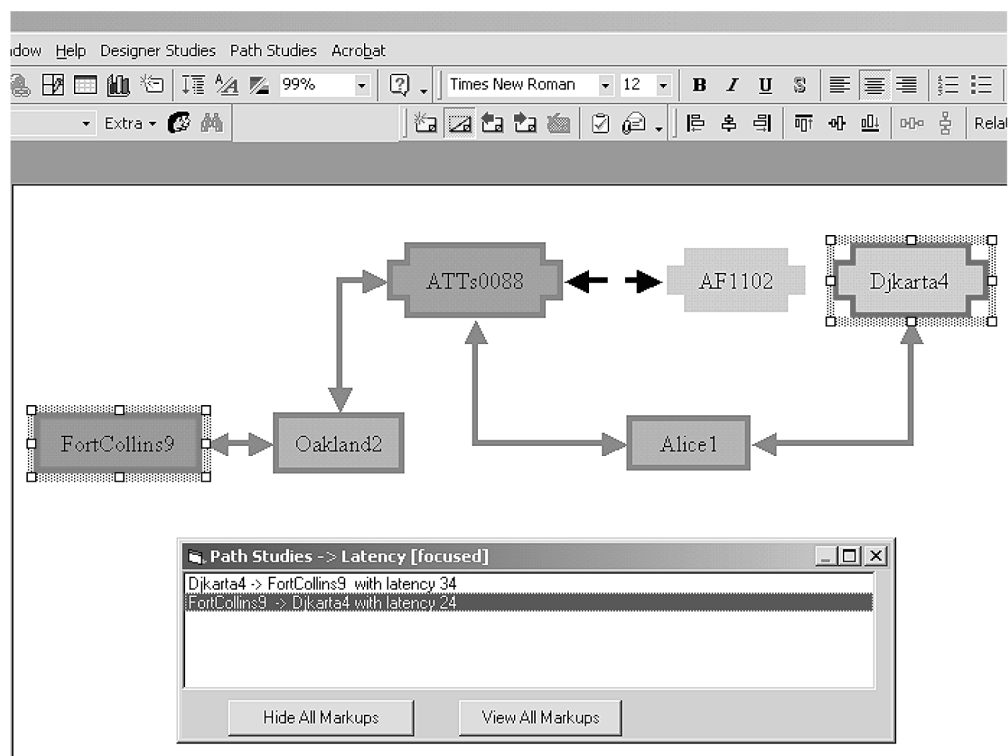 ndow Help Designer Studies Path Studies Acrobat
99% Times New Roman 12 B I U S
Extra Rela
ATTs0088 AF1102 Djkarta4
FortCollins9 Oakland2 Alice1
Path Studies -> Latency [focused]
Djkarta4 -> FortCollins9 with latency 34
FortCollins9 -> Djkarta4 with latency 24
Hide All Markups View All Markups